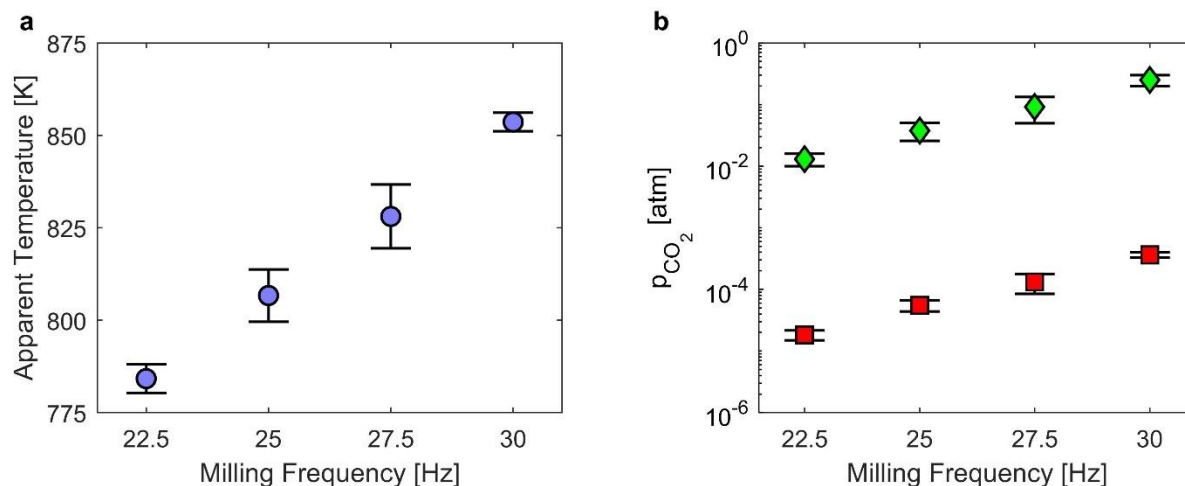 a
Apparent Temperature [K]
875
850
825
800
775
22.5 25 27.5 30
Milling Frequency [Hz]
b
p_CO_2 [atm]
10^0
10^-2
10^-4
10^-6
22.5 25 27.5 30
Milling Frequency [Hz]